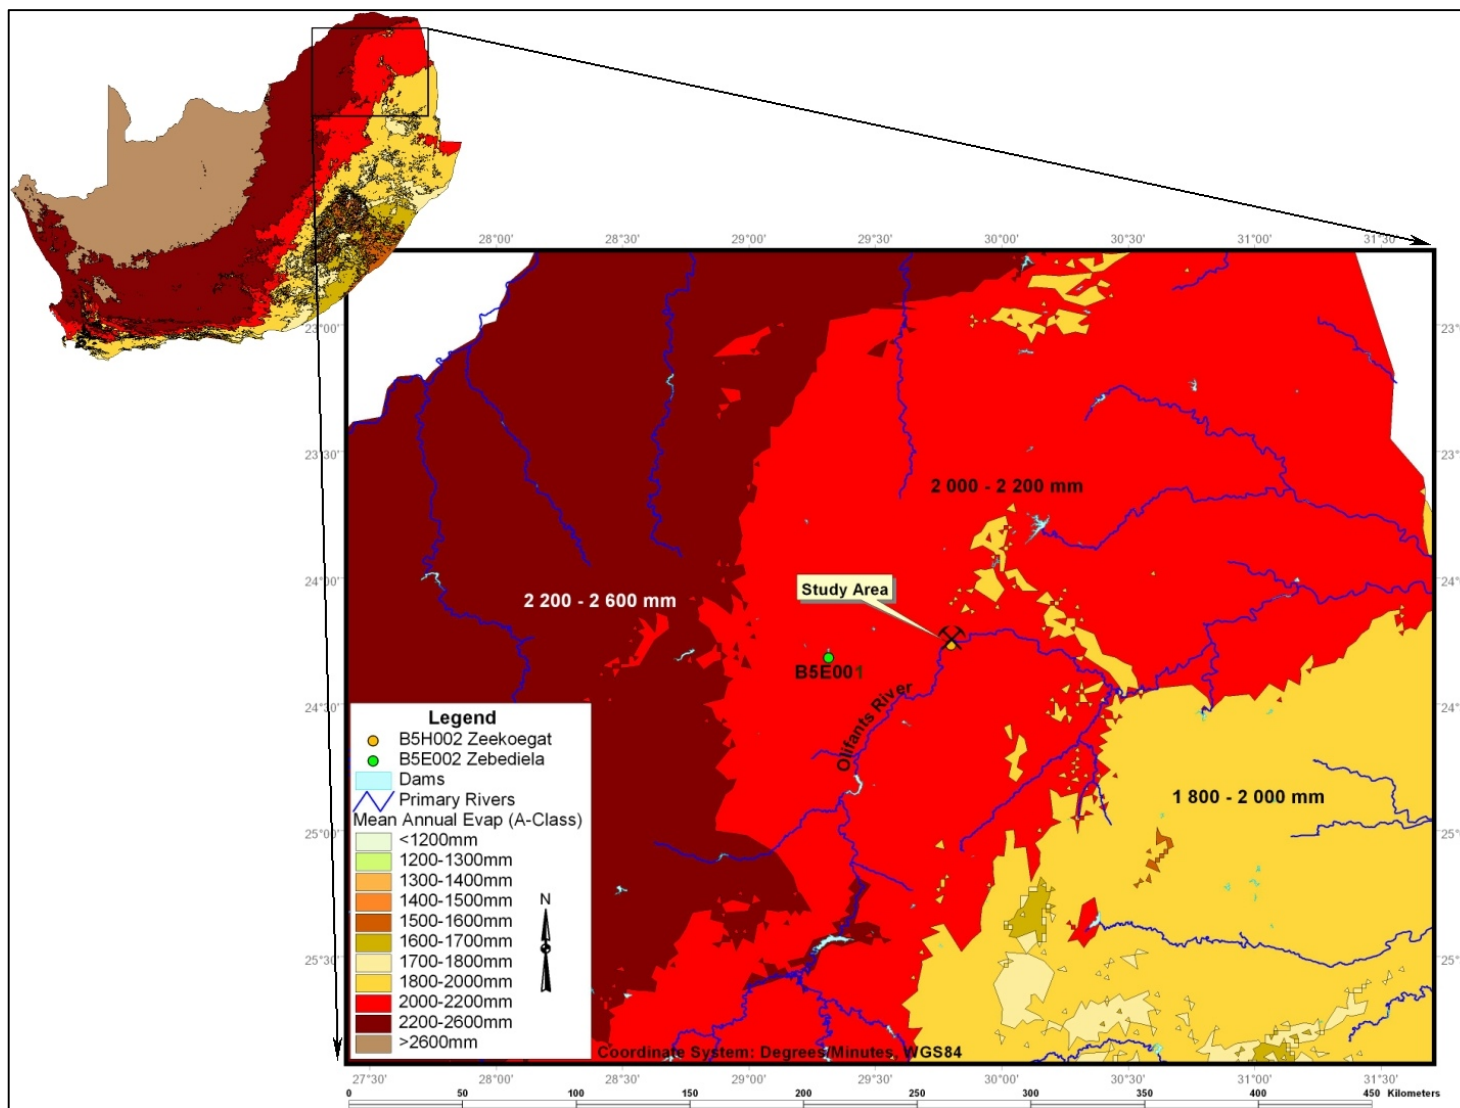 28°00' 28°30' 29°00' 29°30' 30°00' 30°30' 31°00' 31°30'
23°00'
23°30'
24°00'
24°30'
25°00'
25°30'
2 000 - 2 200 mm
2 200 - 2 600 mm
Study Area
B5E001
Olifants River
1 800 - 2 000 mm
Legend
B5H002 Zeekoegat
B5E002 Zebediela
Dams
Primary Rivers
Mean Annual Evap (A-Class)
<1200mm
1200-1300mm
1300-1400mm
1400-1500mm
1500-1600mm
1600-1700mm
1700-1800mm
1800-2000mm
2000-2200mm
2200-2600mm
>2600mm
N
Coordinate System: Degrees/Minutes, WGS84
27°30' 28°00' 28°30' 29°00' 29°30' 30°00' 30°30' 31°00' 31°30'
0 50 100 150 200 250 300 350 400 450 Kilometers